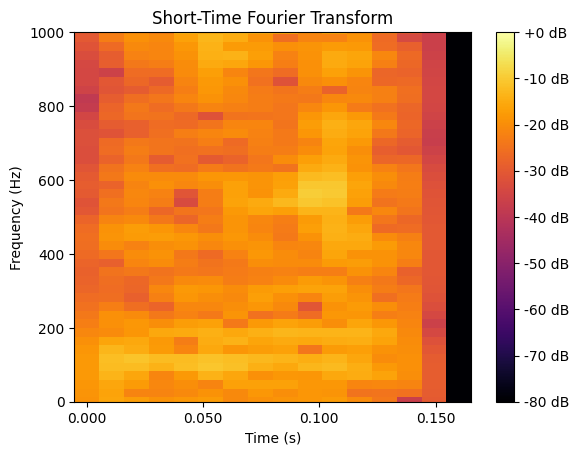 Short-Time Fourier Transform
1000
800
600
400
200
0
Frequency (Hz)
0.000
0.050
0.100
0.150
Time (s)
+0 dB
-10 dB
-20 dB
-30 dB
-40 dB
-50 dB
-60 dB
-70 dB
-80 dB